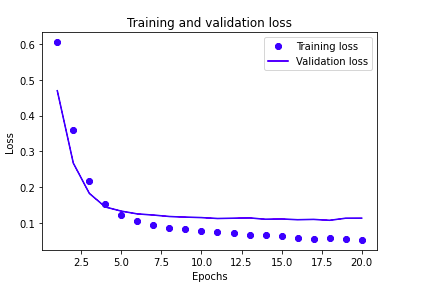 Training and validation loss
Training loss
Validation loss
0.6
0.5
0.4
0.3
0.2
0.1
Loss
2.5 5.0 7.5 10.0 12.5 15.0 17.5 20.0
Epochs